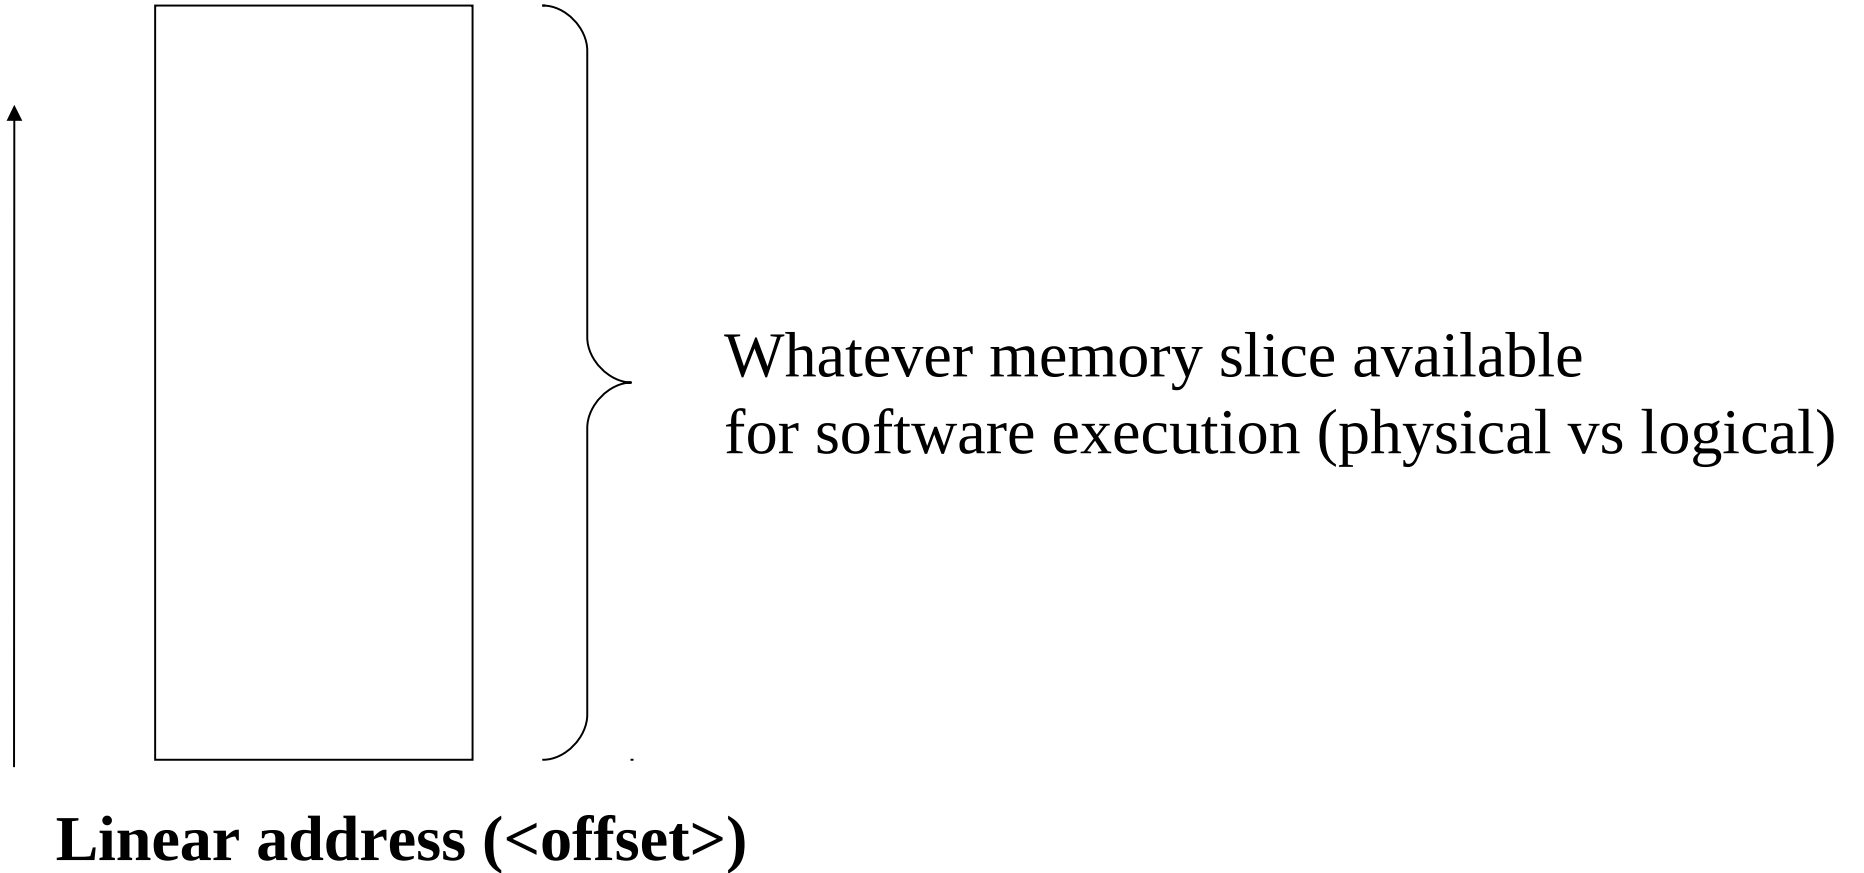 Whatever memory slice available
for software execution (physical vs logical)
Linear address (<offset>)